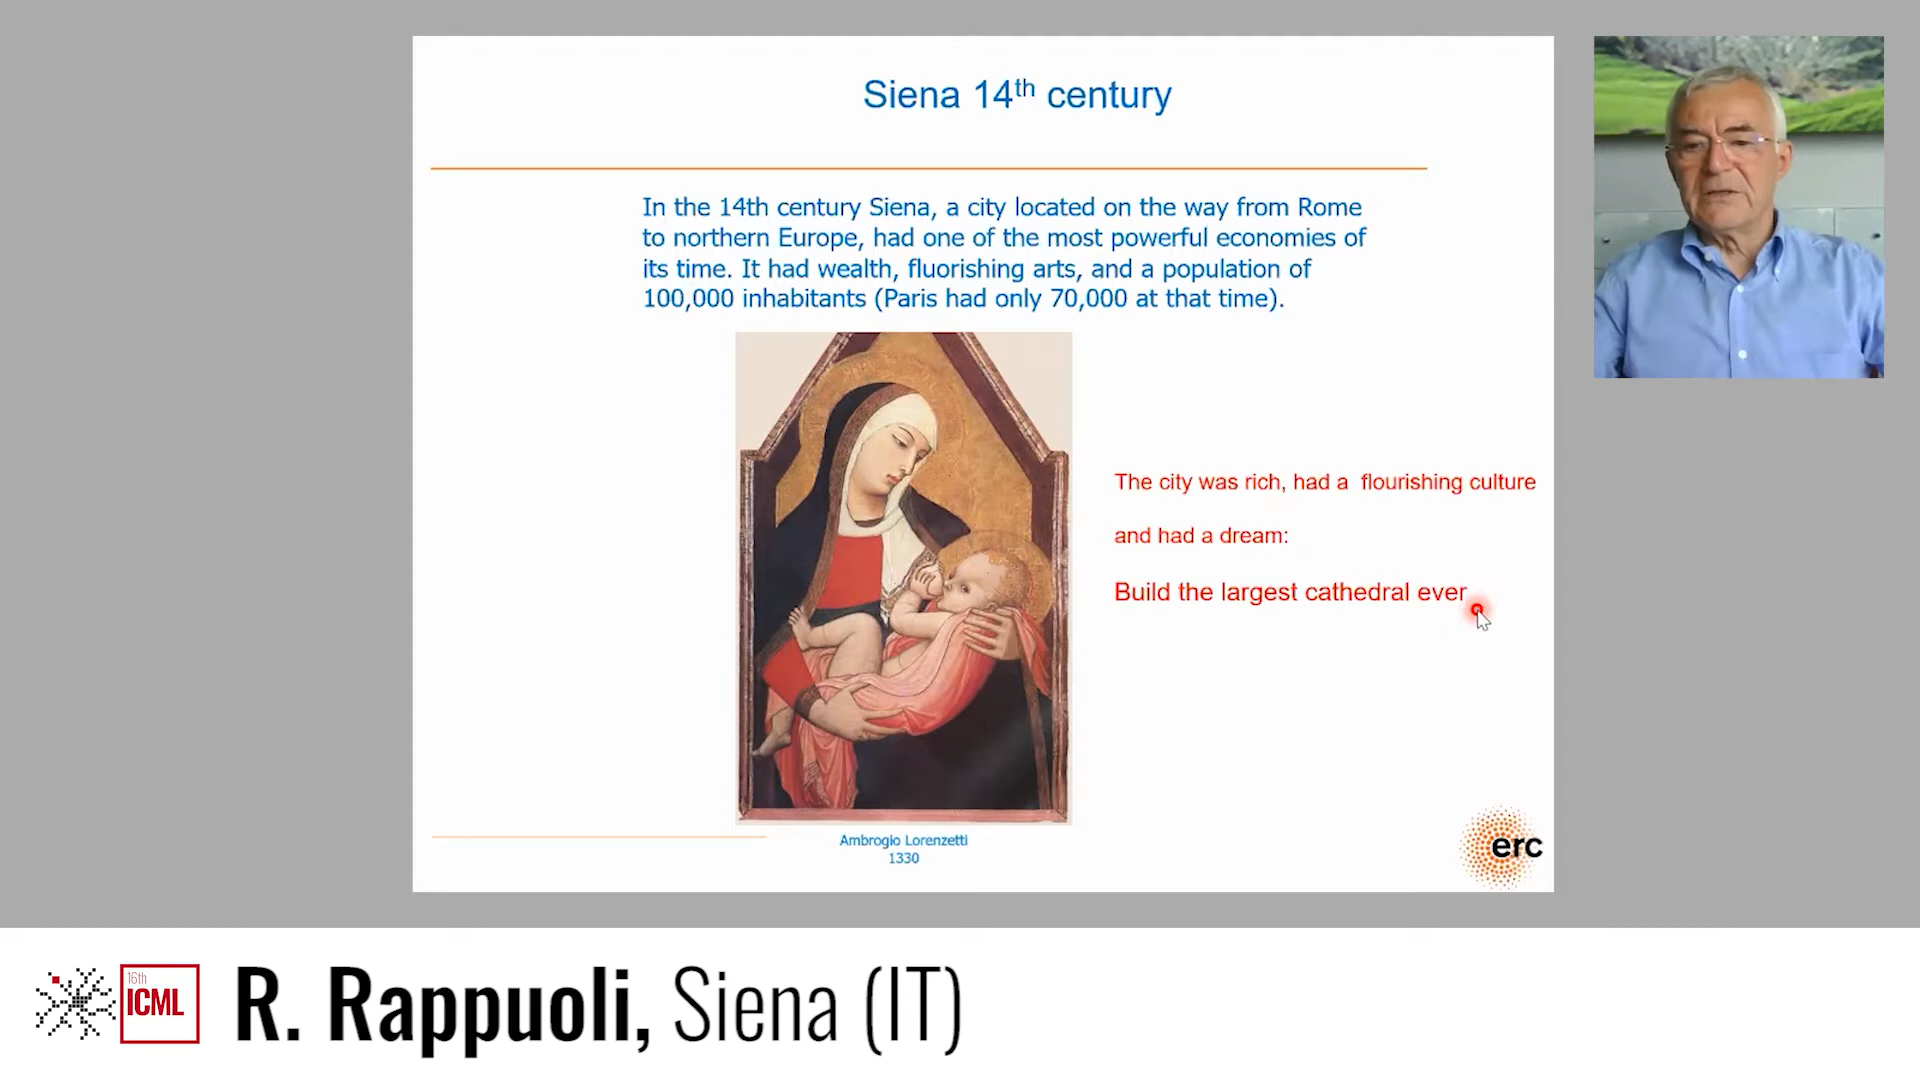 Siena 14th century
In the 14th century Siena, a city located on the way from Rome
to northern Europe, had one of the most powerful economies of
its time. It had wealth, fluorishing arts, and a population of
100,000 inhabitants (Paris had only 70,000 at that time).
The city was rich, had a flourishing culture
and had a dream:
Build the largest cathedral ever
Ambrogio Lorenzetti
1330
erc
16th
ICML
R. Rappuoli, Siena (IT)